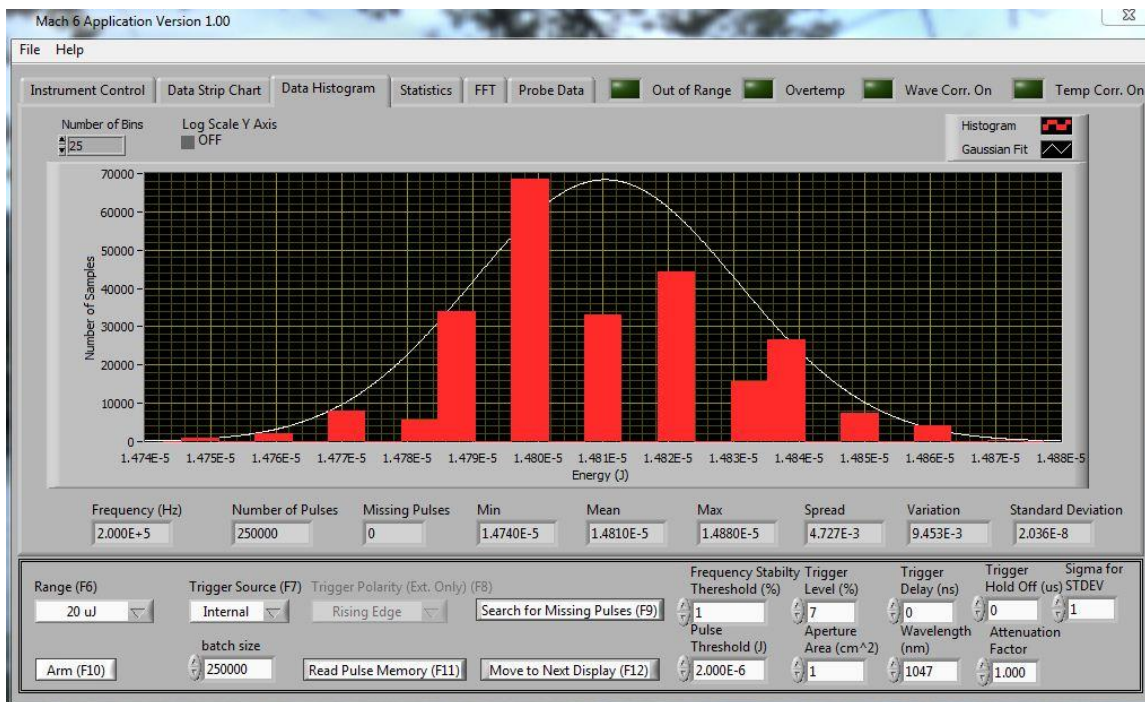 Mach 6 Application Version 1.00
File Help
Instrument Control Data Strip Chart Data Histogram Statistics FFT Probe Data Out of Range Overtemp Wave Corr. On Temp Corr. On
Number of Bins
25
Log Scale Y Axis
OFF
Histogram
Gaussian Fit
70000
60000
50000
40000
30000
20000
10000
0
Number of Samples
1.474E-5 1.475E-5 1.476E-5 1.477E-5 1.478E-5 1.479E-5 1.480E-5 1.481E-5 1.482E-5 1.483E-5 1.484E-5 1.485E-5 1.486E-5 1.487E-5 1.488E-5
Energy (J)
Frequency (Hz) Number of Pulses Missing Pulses Min Mean Max Spread Variation Standard Deviation
2.000E+5 250000 0 1.4740E-5 1.4810E-5 1.4880E-5 4.727E-3 9.453E-3 2.036E-8
Range (F6)
20 uJ
Trigger Source (F7)
Internal
Trigger Polarity (Ext. Only) (F8)
Rising Edge
Search for Missing Pulses (F9)
Frequency Stabilty
Thereshold (%)
1
Trigger
Level (%)
7
Trigger
Delay (ns)
0
Trigger
Hold Off (us)
0
Sigma for
STDEV
1
Arm (F10)
batch size
250000
Read Pulse Memory (F11)
Move to Next Display (F12)
Pulse
Threshold (J)
2.000E-6
Aperture
Area (cm^2)
1
Wavelength
(nm)
1047
Attenuation
Factor
1.000